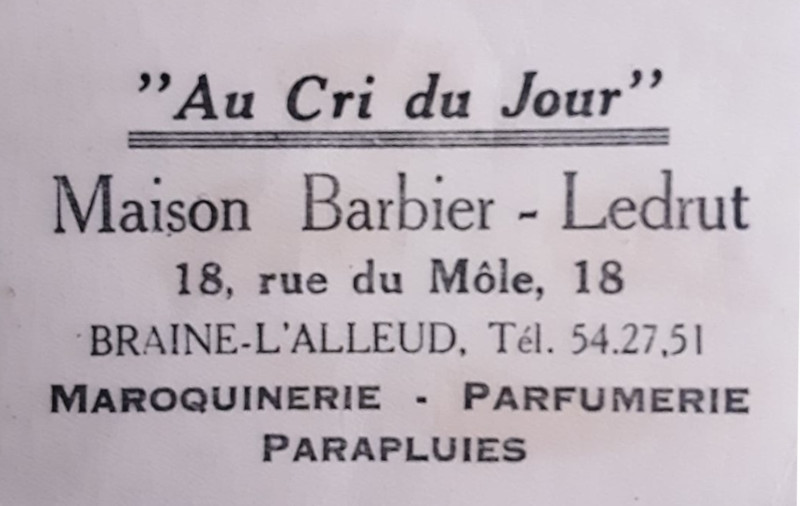 "Au Cri du Jour"
Maison Barbier - Ledrut
18, rue du Môle, 18
BRAINE-L'ALLEUD, Tél. 54.27,51
MAROQUINERIE - PARFUMERIE
PARAPLUIES